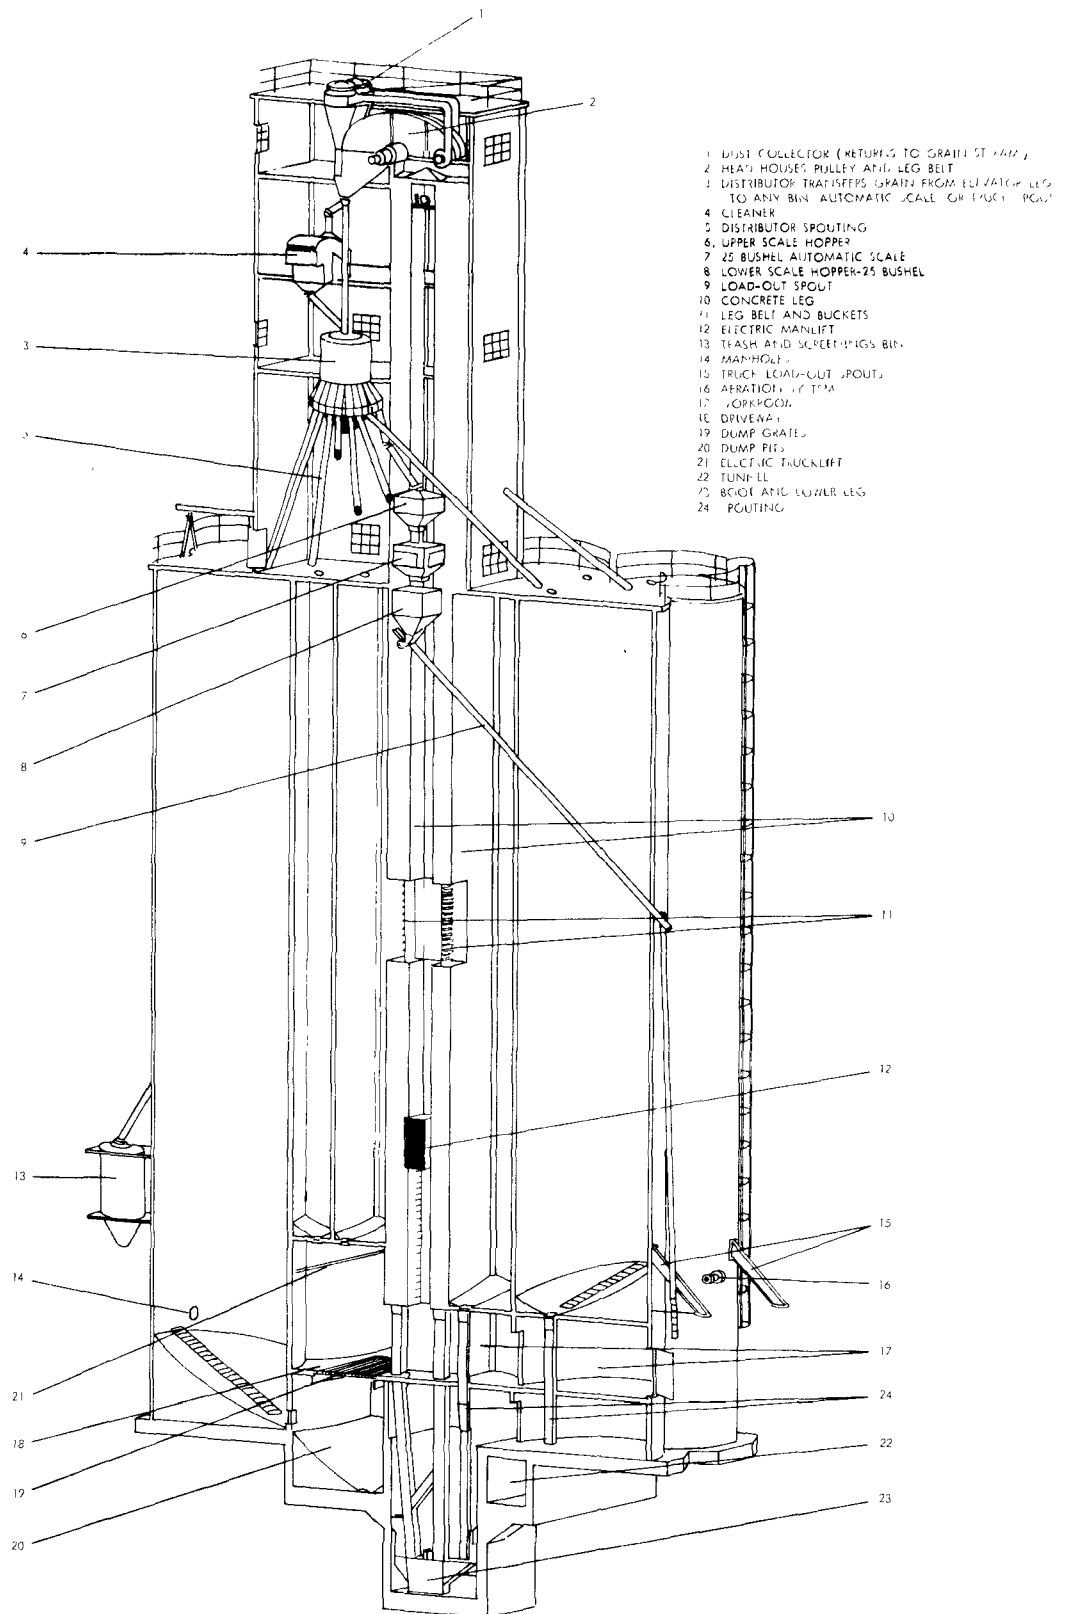 1
2
1 DUST COLLECTOR (RETURNS TO GRAIN STREAM)
2 HEAD HOUSES PULLEY AND LEG BELT
3 DISTRIBUTOR TRANSFERS GRAIN FROM ELEVATOR LEG
TO ANY BIN AUTOMATIC SCALE OR TRUCK SPOUT
4 CLEANER
5 DISTRIBUTOR SPOUTING
6. UPPER SCALE HOPPER
7 25 BUSHEL AUTOMATIC SCALE
8 LOWER SCALE HOPPER-25 BUSHEL
9 LOAD-OUT SPOUT
10 CONCRETE LEG
11 LEG BELT AND BUCKETS
12 ELECTRIC MANLIFT
13 TRASH AND SCREENINGS BIN
14 MANHOLES
15 TRUCK LOAD-OUT SPOUTS
16 AERATION SYSTEM
17 WORKROOM
18 DRIVEWAY
19 DUMP GRATES
20 DUMP PITS
21 ELECTRIC TRUCKLIFT
22 TUNNEL
23 BOOT AND LOWER LEG
24 SPOUTING
4
3
5
6
7
8
9
10
11
12
13
14
15
16
17
21
24
18
22
19
23
20